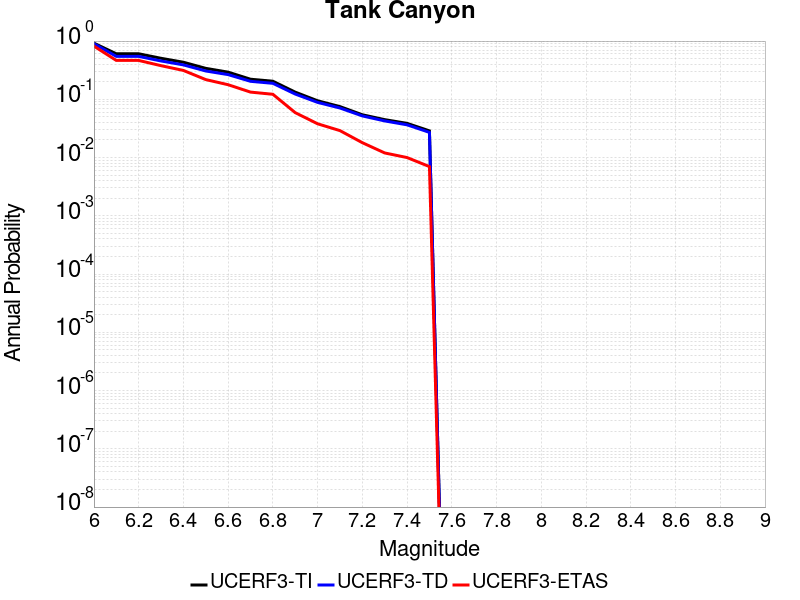 Tank Canyon
Annual Probability
10^0
10^-1
10^-2
10^-3
10^-4
10^-5
10^-6
10^-7
10^-8
6 6.2 6.4 6.6 6.8 7 7.2 7.4 7.6 7.8 8 8.2 8.4 8.6 8.8 9
Magnitude
UCERF3-TI UCERF3-TD UCERF3-ETAS